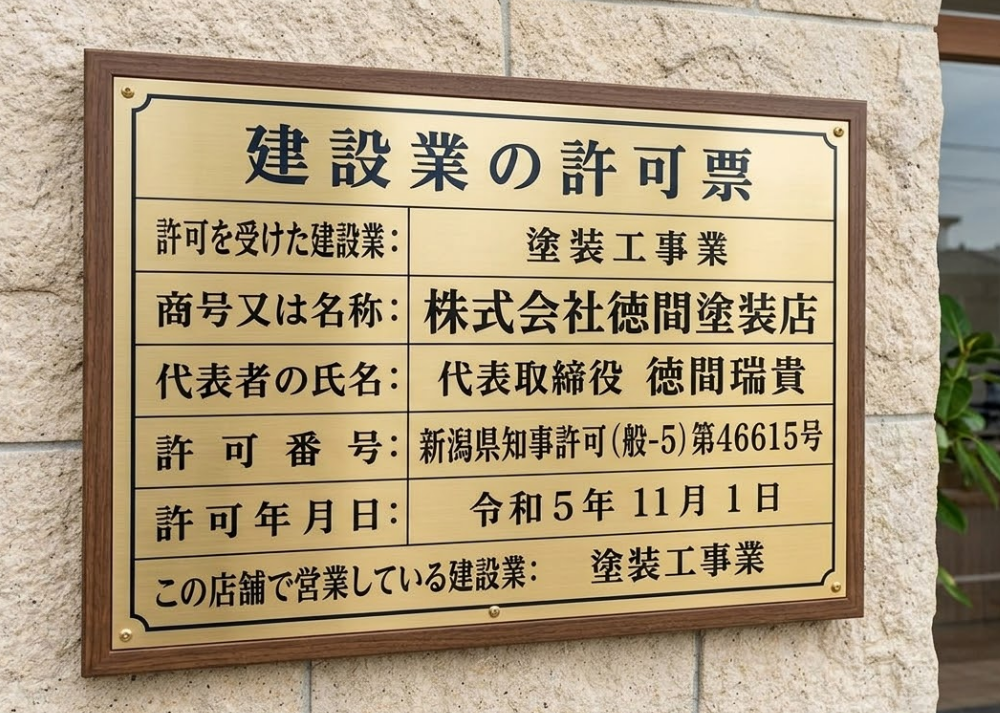 建設業の許可票
許可を受けた建設業: 塗装工事業
商号又は名称: 株式会社徳間塗装店
代表者の氏名: 代表取締役 徳間瑞貴
許可番号: 新潟県知事許可(般-5)第46615号
許可年月日: 令和5年 11月 1日
この店舗で営業している建設業: 塗装工事業